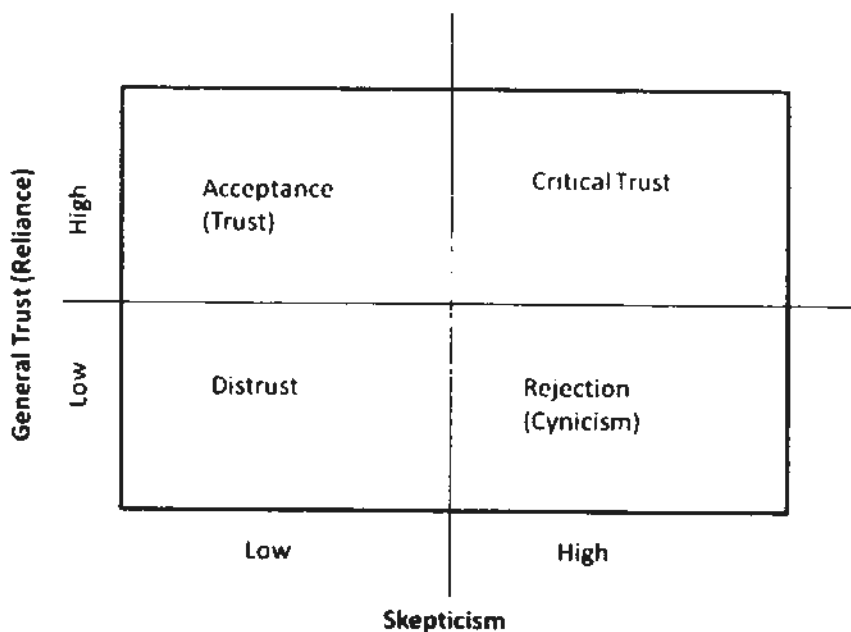 General Trust (Reliance)
High
Low
Acceptance
(Trust)
Critical Trust
Distrust
Rejection
(Cynicism)
Low
High
Skepticism